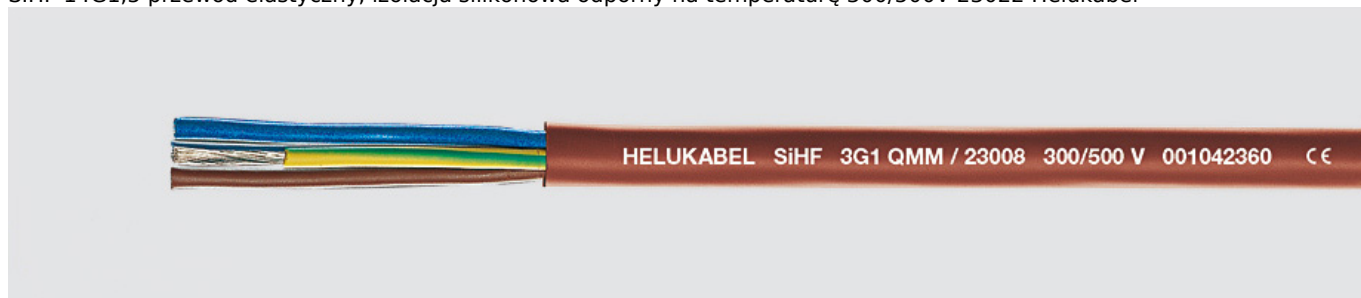 SiHF 14G1,5 przewód elastyczny, izolacja silikonowa odporny na temperaturę 300/500V 23022 Helukabel
HELUKABEL SiHF 3G1 QMM / 23008 300/500 V 001042360 CE